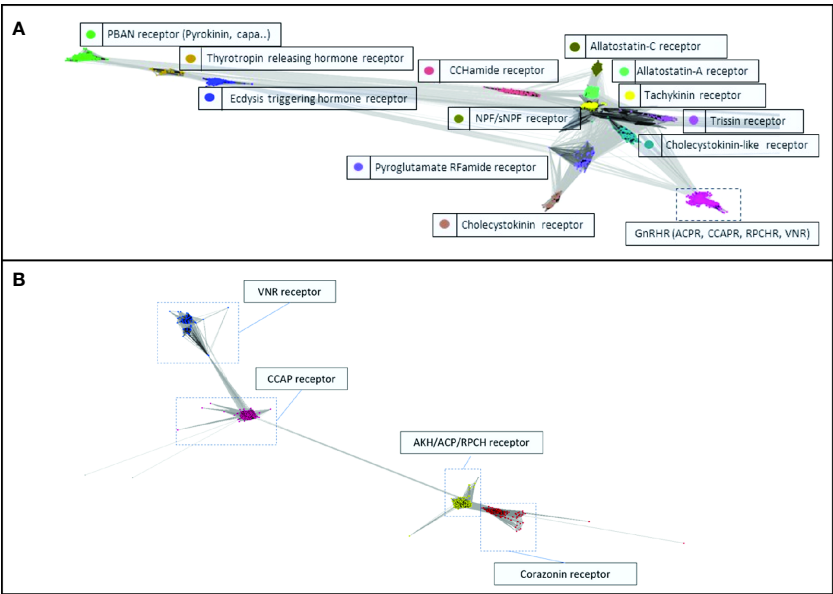 A
PBAN receptor (Pyrokinin, capa..)
Thyrotropin releasing hormone receptor
Ecdysis triggering hormone receptor
CCHamide receptor
Allatostatin-C receptor
Allatostatin-A receptor
Tachykinin receptor
NPF/sNPF receptor
Trissin receptor
Cholecystokinin-like receptor
Pyroglutamate RFamide receptor
Cholecystokinin receptor
GnRHR (ACPR, CCAPR, RPCHR, VNR)
B
VNR receptor
CCAP receptor
AKH/ACP/RPCH receptor
Corazonin receptor